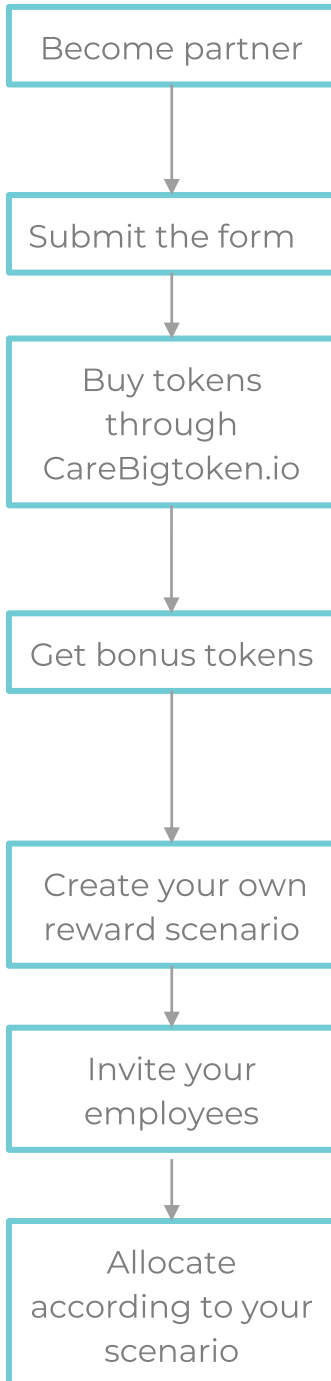 Become partner
Submit the form
Buy tokens
through
CareBigtoken.io
Get bonus tokens
Create your own
reward scenario
Invite your
employees
Allocate
according to your
scenario